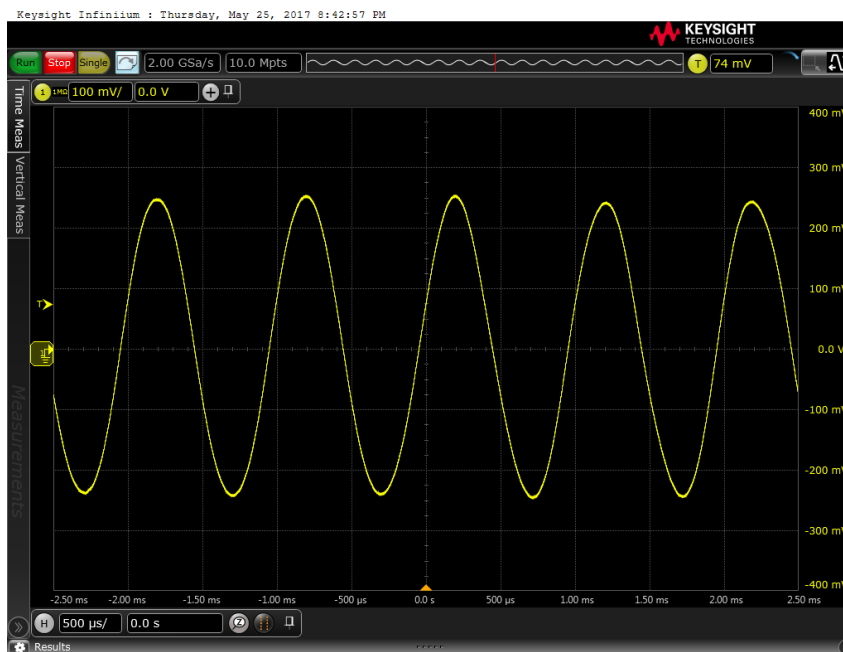 Keysight Infiniium : Thursday, May 25, 2017 8:42:57 PM
KEYSIGHT
TECHNOLOGIES
Run Stop Single 2.00 GSa/s 10.0 Mpts T 74 mV
1 1MΩ 100 mV/ 0.0 V
Time Meas
Vertical Meas
Measurements
400 mV
300 mV
200 mV
100 mV
T
0.0 V
-100 mV
-200 mV
-300 mV
-400 mV
-2.50 ms -2.00 ms -1.50 ms -1.00 ms -500 µs 0.0 s 500 µs 1.00 ms 1.50 ms 2.00 ms 2.50 ms
H 500 µs/ 0.0 s
Results